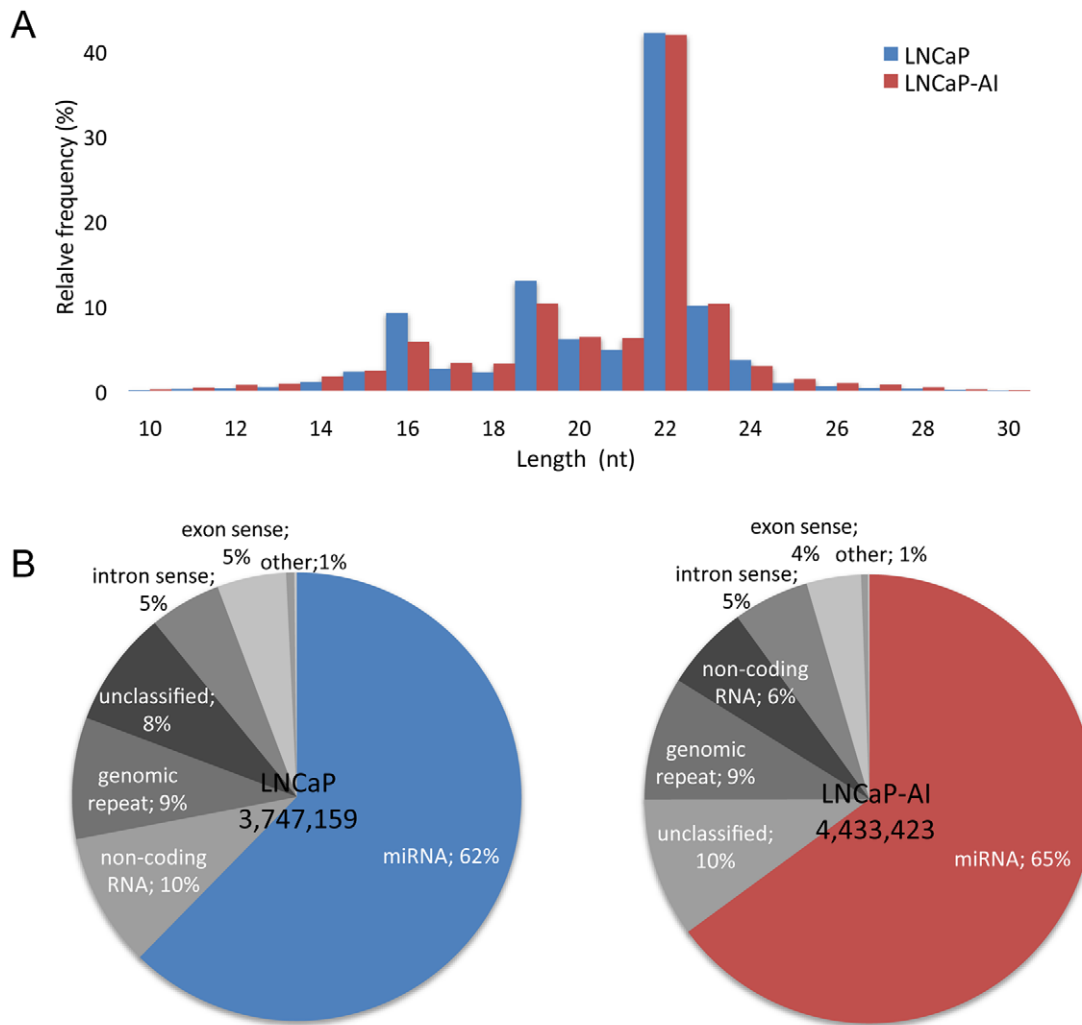 A
40
30
20
10
0
Relalve frequency (%)
LNCaP
LNCaP-AI
10 12 14 16 18 20 22 24 26 28 30
Length (nt)
B
exon sense;
5%
other;1%
intron sense;
5%
unclassified;
8%
genomic
repeat; 9%
non-coding
RNA; 10%
LNCaP
3,747,159
miRNA; 62%
exon sense;
4%
other; 1%
intron sense;
5%
non-coding
RNA; 6%
genomic
repeat; 9%
unclassified;
10%
LNCaP-AI
4,433,423
miRNA; 65%